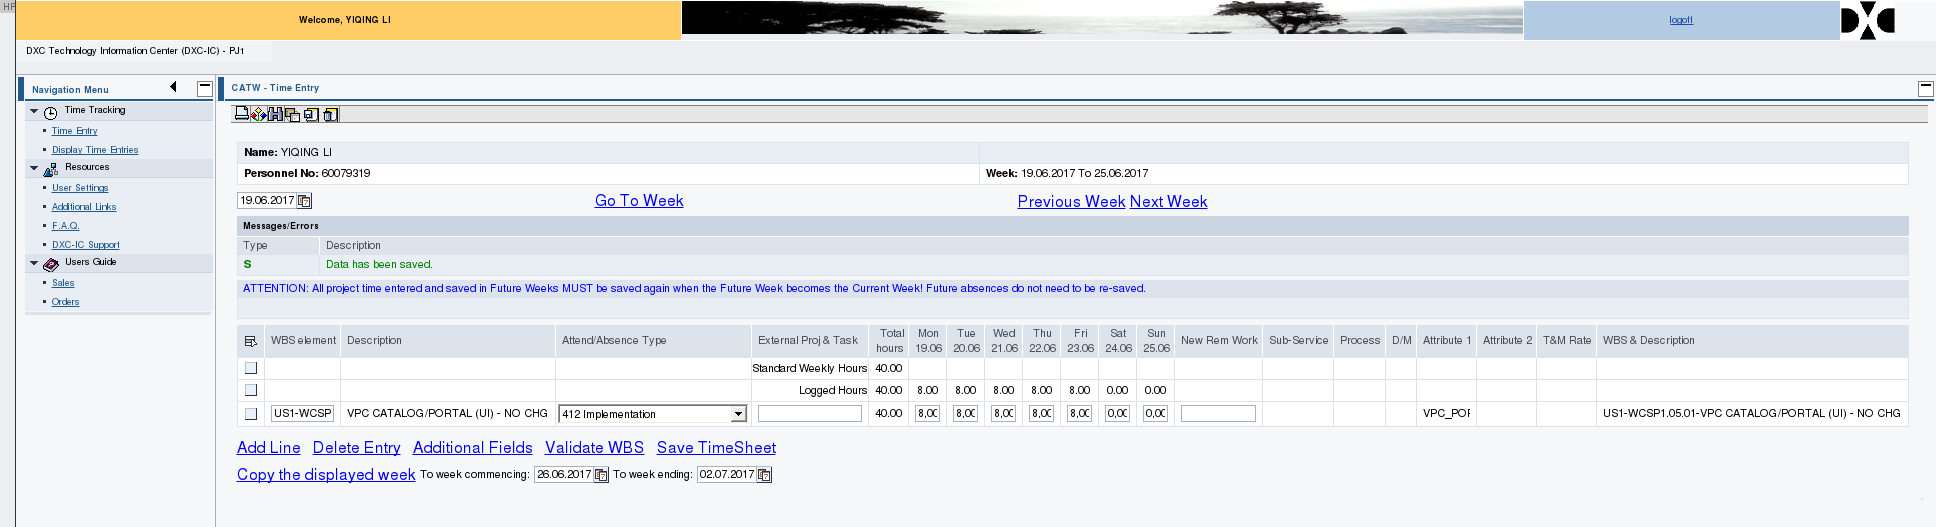 HP
Welcome, YIQING LI
logoff
DXC Technology Information Center (DXC-IC) - PJ1
Navigation Menu
Time Tracking
Time Entry
Display Time Entries
Resources
User Settings
Additional Links
F.A.Q.
DXC-IC Support
Users Guide
Sales
Orders
CATW - Time Entry
Name: YIQING LI
Personnel No: 60079319 Week: 19.06.2017 To 25.06.2017
19.06.2017 Go To Week Previous Week Next Week
Messages/Errors
Type Description
S Data has been saved.
ATTENTION: All project time entered and saved in Future Weeks MUST be saved again when the Future Week becomes the Current Week! Future absences do not need to be re-saved.
WBS element Description Attend/Absence Type External Proj & Task Total hours Mon 19.06 Tue 20.06 Wed 21.06 Thu 22.06 Fri 23.06 Sat 24.06 Sun 25.06 New Rem Work Sub-Service Process D/M Attribute 1 Attribute 2 T&M Rate WBS & Description
Standard Weekly Hours 40.00
Logged Hours 40.00 8.00 8.00 8.00 8.00 8.00 0.00 0.00
US1-WCSP VPC CATALOG/PORTAL (UI) - NO CHG 412 Implementation 40.00 8,0 8,0 8,0 8,0 8,0 0,0 0,0 VPC_POR US1-WCSP1.05.01-VPC CATALOG/PORTAL (UI) - NO CHG
Add Line Delete Entry Additional Fields Validate WBS Save TimeSheet
Copy the displayed week To week commencing: 26.06.2017 To week ending: 02.07.2017